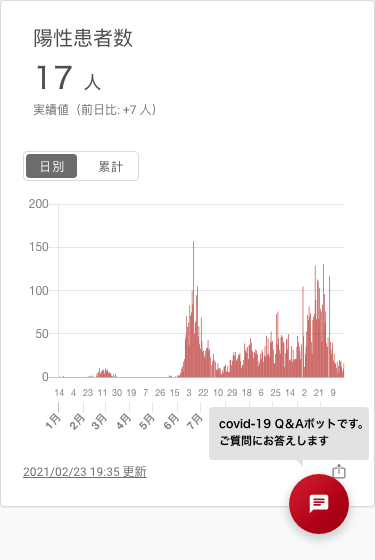 陽性患者数
17 人
実績値（前日比: +7 人）
日別 累計
200
150
100
50
0
14 4 23 11 30 19 7 26 15 3 22 10 29 18 6 25 14 2 21 9
1月 2月 3月 4月 5月 6月 7月
covid-19 Q&Aボットです。
ご質問にお答えします
2021/02/23 19:35 更新